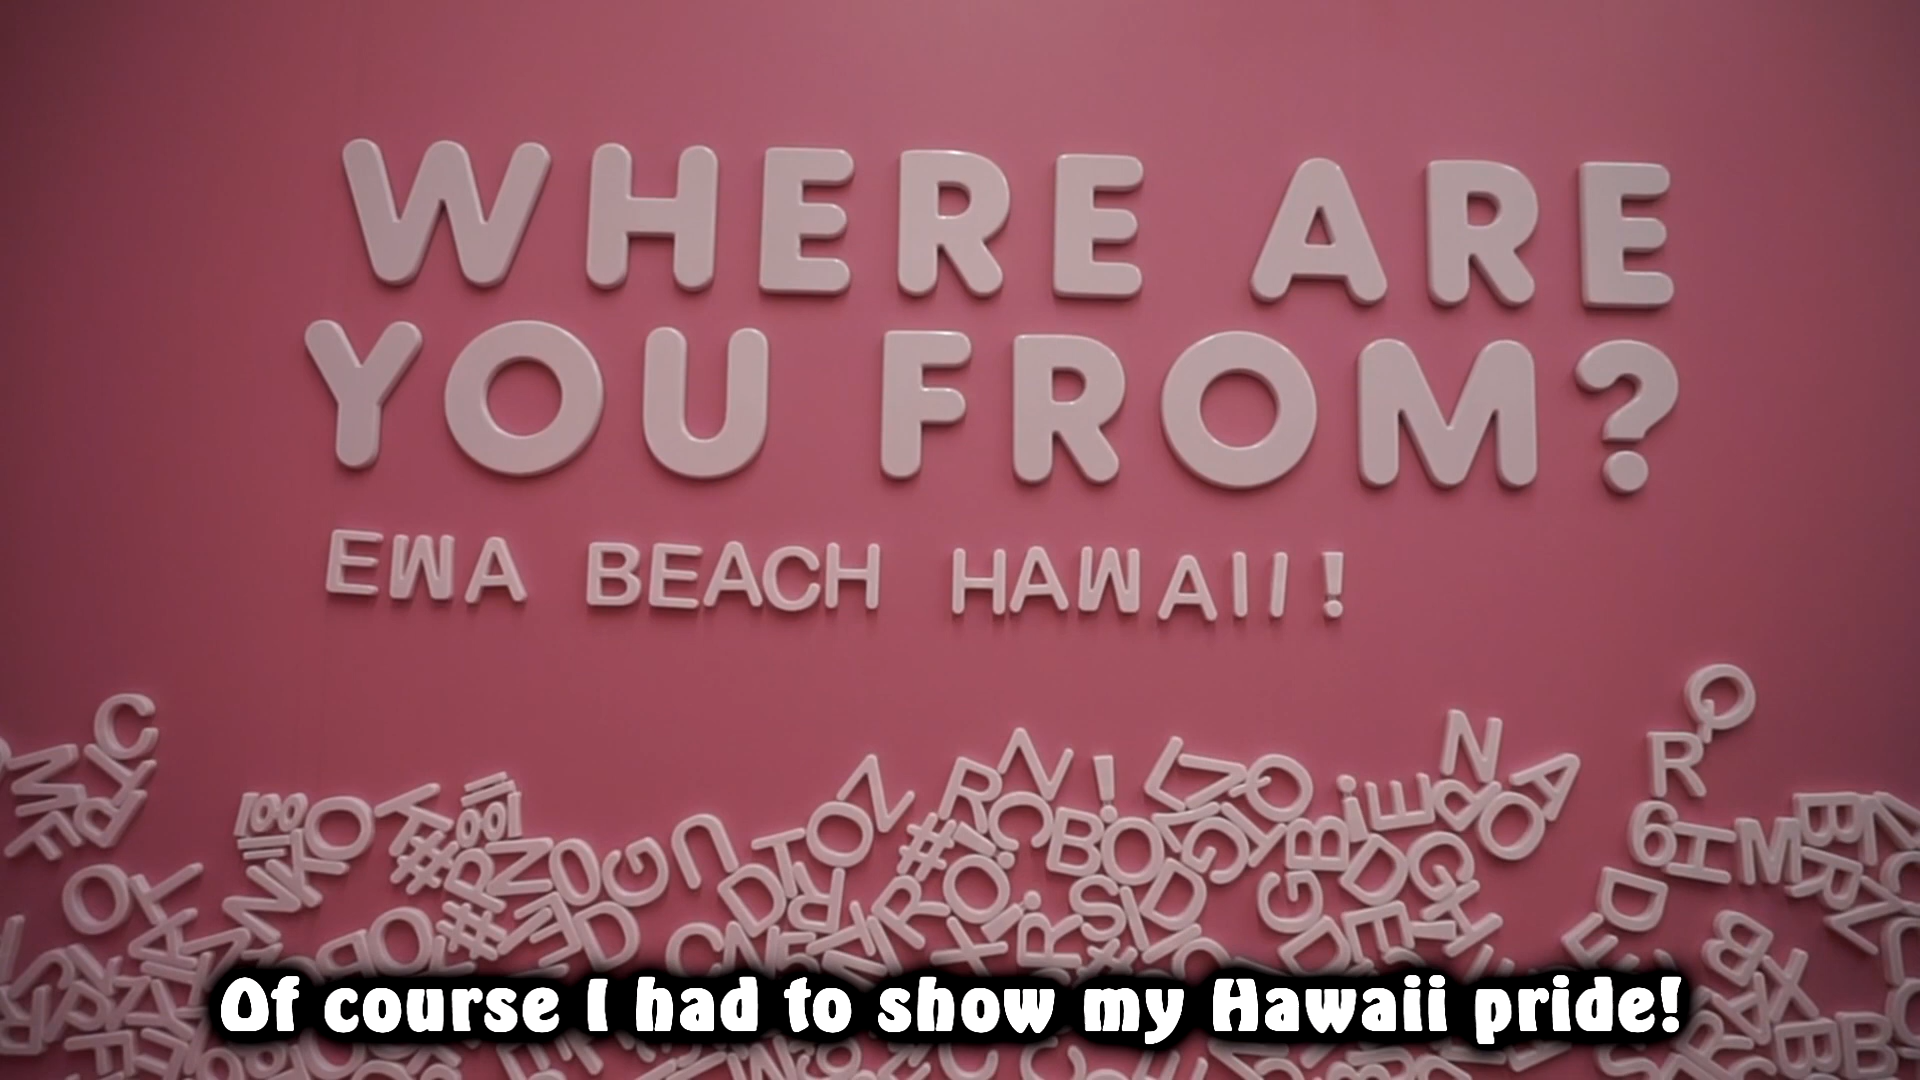 WHERE ARE
YOU FROM?
EWA BEACH HAWAII!
Of course I had to show my Hawaii pride!